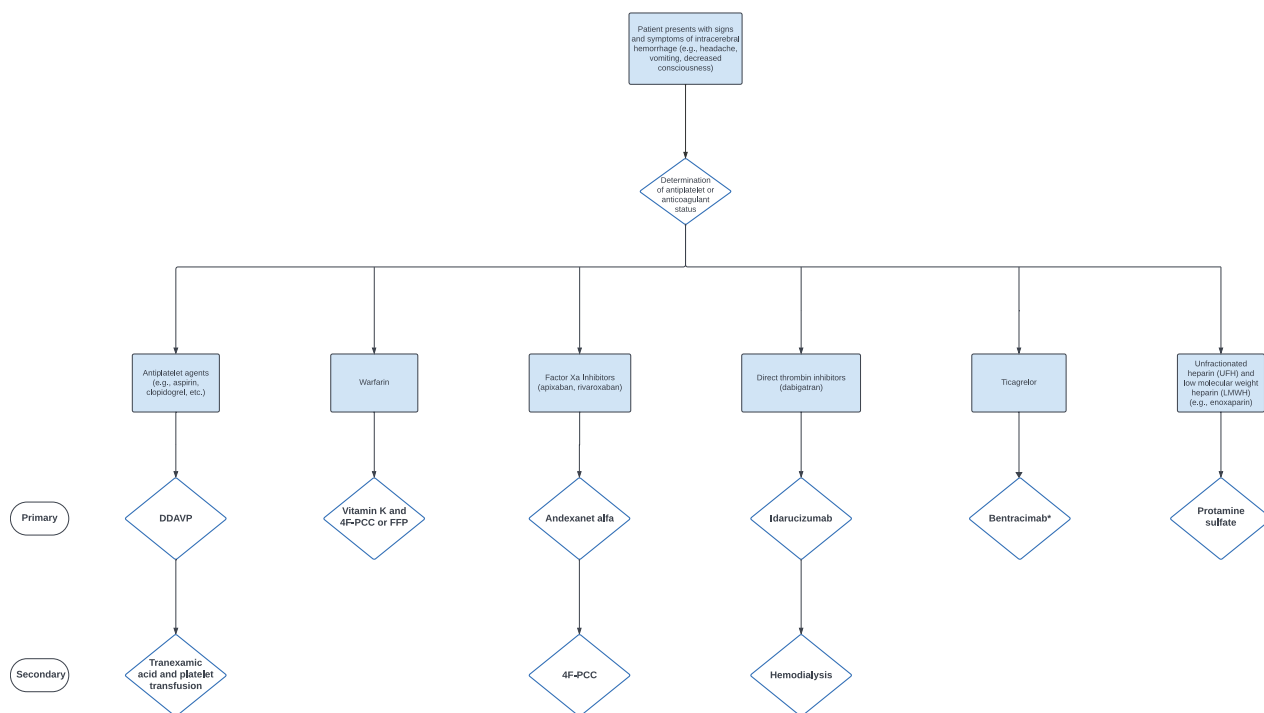 Patient presents with signs
and symptoms of intracerebral
hemorrhage (e.g., headache,
vomiting, decreased
consciousness)
Determination
of antiplatelet or
anticoagulant
status
Antiplatelet agents
(e.g., aspirin,
clopidogrel, etc.)
Warfarin
Factor Xa Inhibitors
(apixaban, rivaroxaban)
Direct thrombin inhibitors
(dabigatran)
Ticagrelor
Unfractionated
heparin (UFH) and
low molecular weight
heparin (LMWH)
(e.g., enoxaparin)
Primary
DDAVP
Vitamin K and
4F-PCC or FFP
Andexanet alfa
Idarucizumab
Bentracimab*
Protamine
sulfate
Secondary
Tranexamic
acid and platelet
transfusion
4F-PCC
Hemodialysis